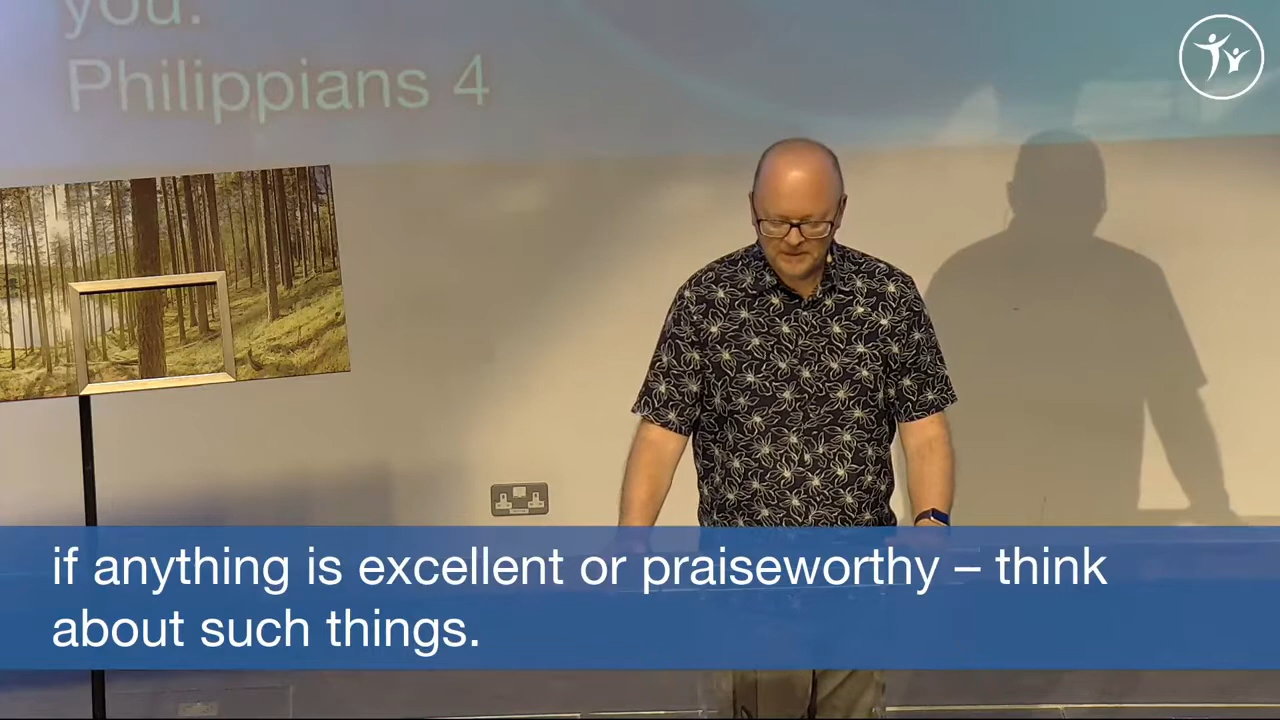 you.
Philippians 4
if anything is excellent or praiseworthy – think
about such things.